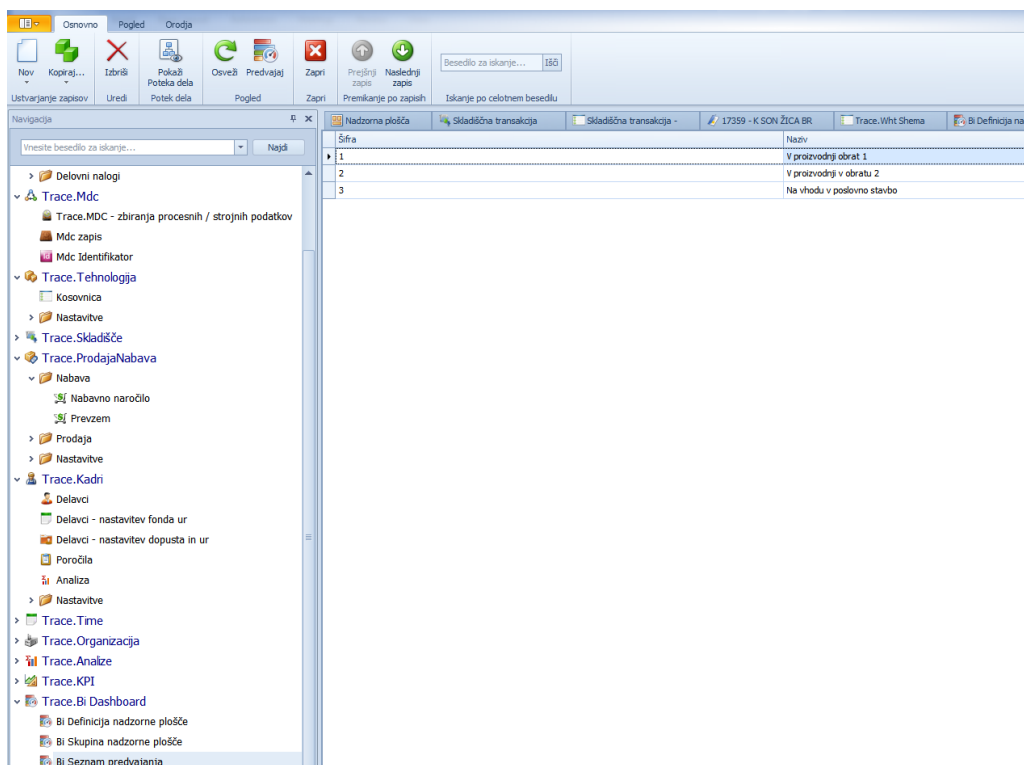 Osnovno Pogled Orodja
Nov Kopiraj... Izbriši Pokaži Poteka dela Osveži Predvajaj Zapri Prejšnji zapis Naslednji zapis Besedilo za iskanje... Išči
Ustvarjanje zapisov Uredi Potek dela Pogled Zapri Premikanje po zapisih Iskanje po celotnem besedilu
Navigacija
Vnesite besedilo za iskanje... Najdi
Delovni nalogi
Trace.Mdc
Trace.MDC - zbiranja procesnih / strojnih podatkov
Mdc zapis
Mdc Identifikator
Trace.Tehnologija
Kosovnica
Nastavitve
Trace.Skladišče
Trace.ProdajaNabava
Nabava
Nabavno naročilo
Prevzem
Prodaja
Nastavitve
Trace.Kadri
Delavci
Delavci - nastavitev fonda ur
Delavci - nastavitev dopusta in ur
Poročila
Analiza
Nastavitve
Trace.Time
Trace.Organizacija
Trace.Analize
Trace.KPI
Trace.Bi Dashboard
Bi Definicija nadzorne plošče
Bi Skupina nadzorne plošče
Bi Seznam predvajanja
Nadzorna plošča Skladiščna transakcija Skladiščna transakcija - 17359 - K SON ŽICA BR Trace.Wht Shema Bi Definicija na
Šifra Naziv
1 V proizvodnji obrat 1
2 V proizvodnji v obratu 2
3 Na vhodu v poslovno stavbo